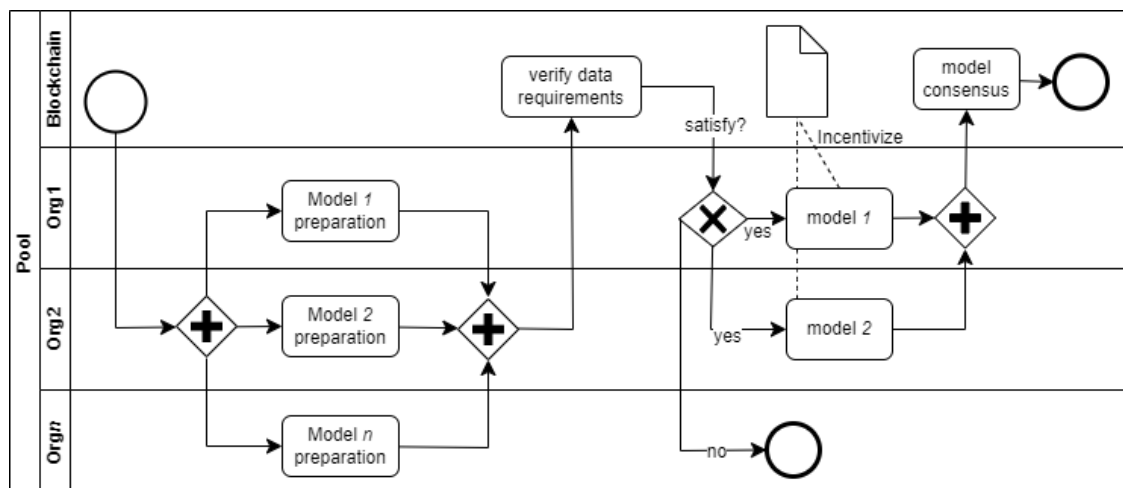 Pool
Blockchain
verify data
requirements
satisfy?
Incentivize
model
consensus
Org1
Model 1
preparation
yes
model 1
Org2
Model 2
preparation
yes
model 2
Orgn
Model n
preparation
no